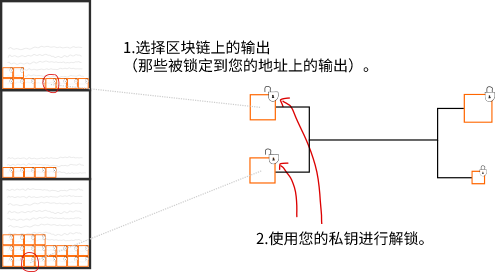 1.选择区块链上的输出
（那些被锁定到您的地址上的输出）。
2.使用您的私钥进行解锁。